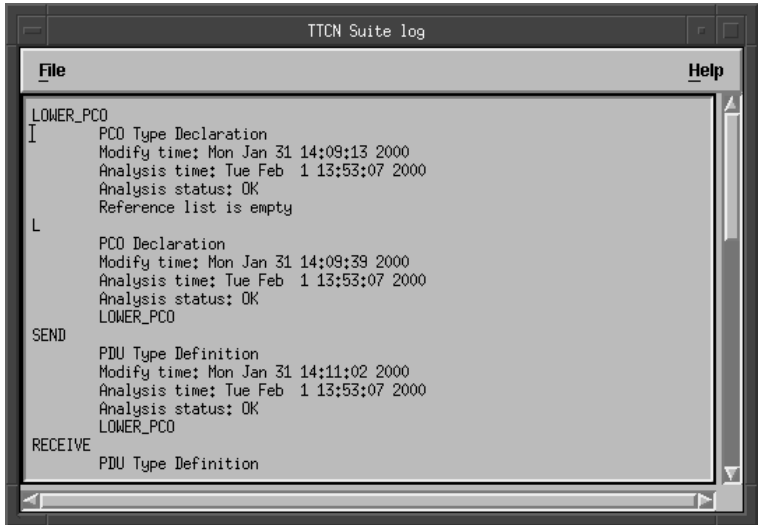 TTCN Suite log
File Help
LOWER_PCO
PCO Type Declaration
Modify time: Mon Jan 31 14:09:13 2000
Analysis time: Tue Feb  1 13:53:07 2000
Analysis status: OK
Reference list is empty
L
PCO Declaration
Modify time: Mon Jan 31 14:09:39 2000
Analysis time: Tue Feb  1 13:53:07 2000
Analysis status: OK
LOWER_PCO
SEND
PDU Type Definition
Modify time: Mon Jan 31 14:11:02 2000
Analysis time: Tue Feb  1 13:53:07 2000
Analysis status: OK
LOWER_PCO
RECEIVE
PDU Type Definition